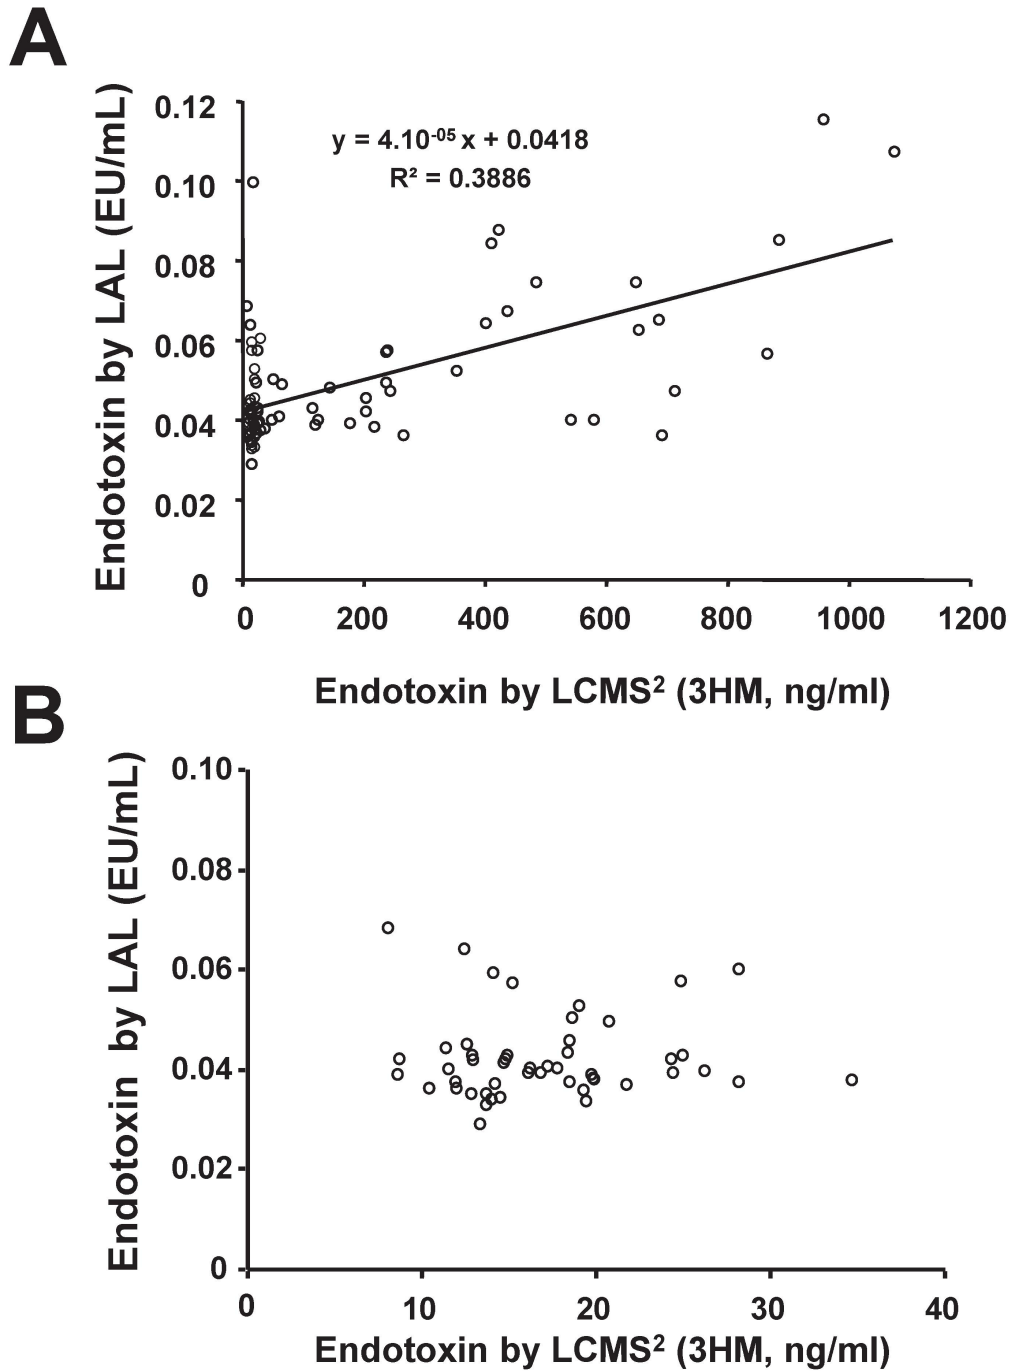 A
Endotoxin by LAL (EU/mL)
0.12
0.10
0.08
0.06
0.04
0.02
0
y = 4.10⁻⁰⁵ x + 0.0418
R² = 0.3886
0 200 400 600 800 1000 1200
Endotoxin by LCMS² (3HM, ng/ml)
B
Endotoxin by LAL (EU/mL)
0.10
0.08
0.06
0.04
0.02
0
0 10 20 30 40
Endotoxin by LCMS² (3HM, ng/ml)